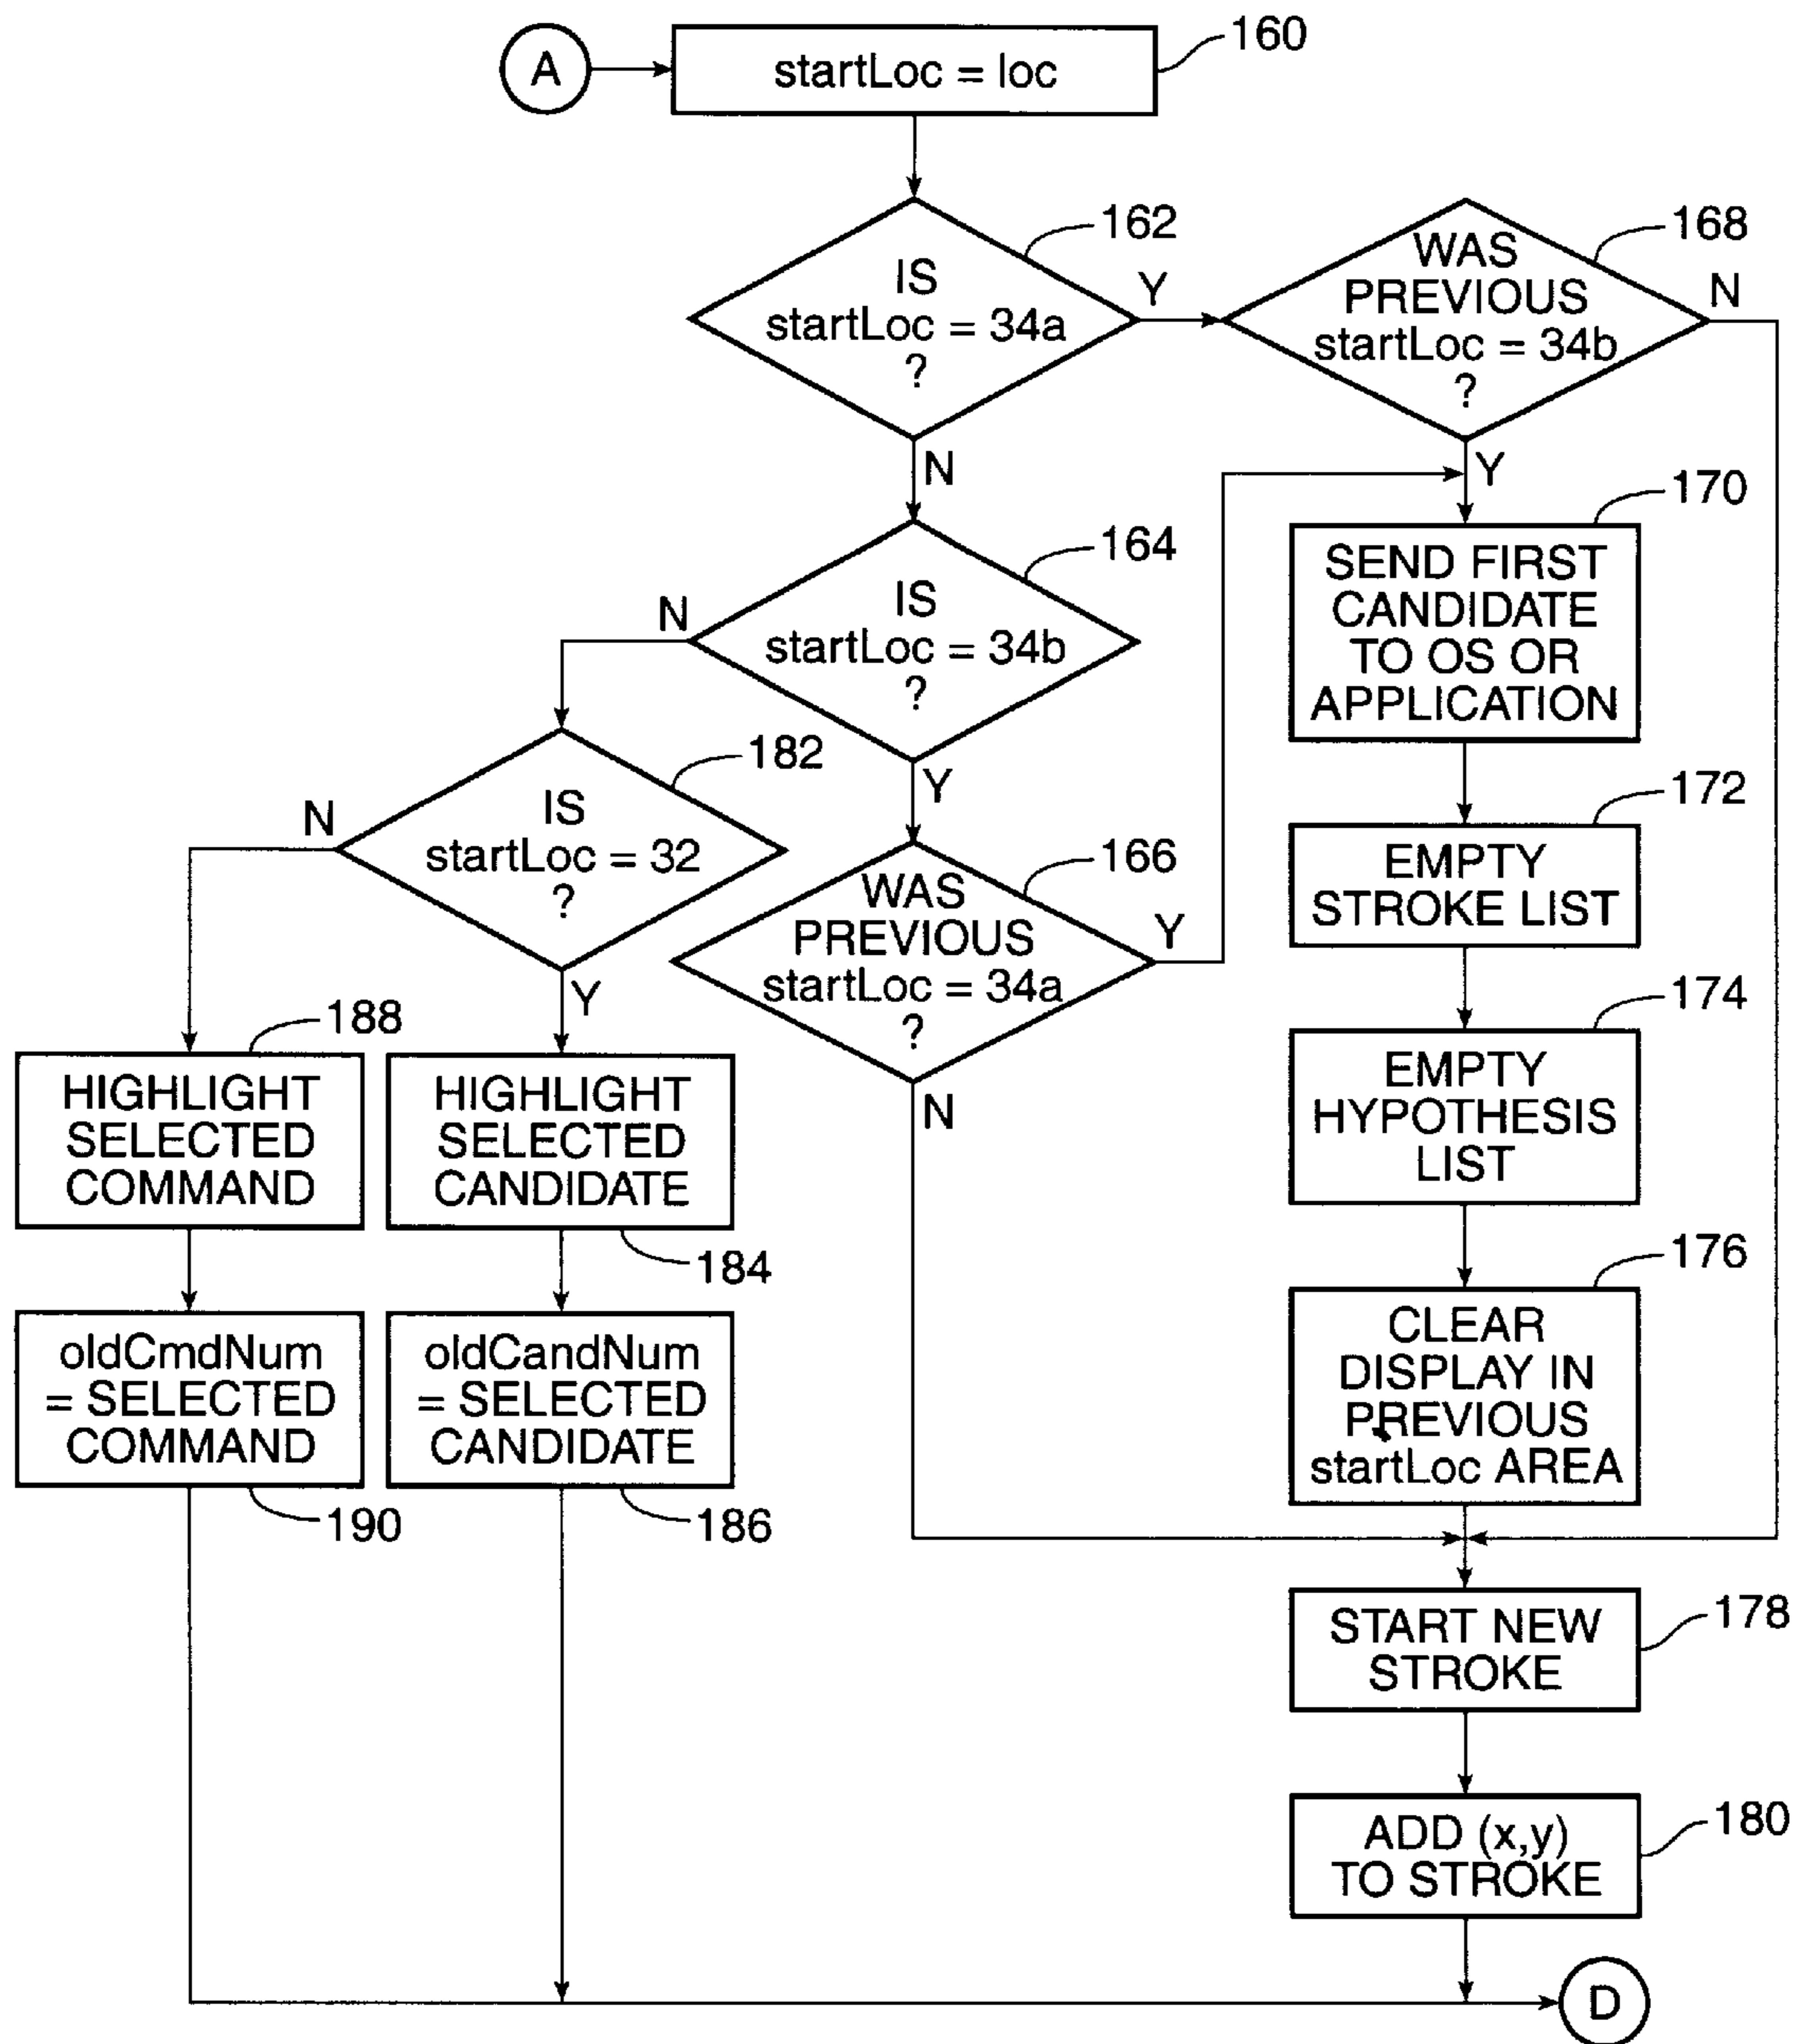 A
startLoc = loc
160
IS
startLoc = 34a
?
162
Y
N
WAS
PREVIOUS
startLoc = 34b
?
168
N
Y
IS
startLoc = 34b
?
164
N
Y
SEND FIRST
CANDIDATE
TO OS OR
APPLICATION
170
IS
startLoc = 32
?
182
N
Y
WAS
PREVIOUS
startLoc = 34a
?
166
Y
N
EMPTY
STROKE LIST
172
EMPTY
HYPOTHESIS
LIST
174
HIGHLIGHT
SELECTED
COMMAND
188
HIGHLIGHT
SELECTED
CANDIDATE
184
CLEAR
DISPLAY IN
PREVIOUS
startLoc AREA
176
oldCmdNum
= SELECTED
COMMAND
190
oldCandNum
= SELECTED
CANDIDATE
186
START NEW
STROKE
178
ADD (x,y)
TO STROKE
180
D